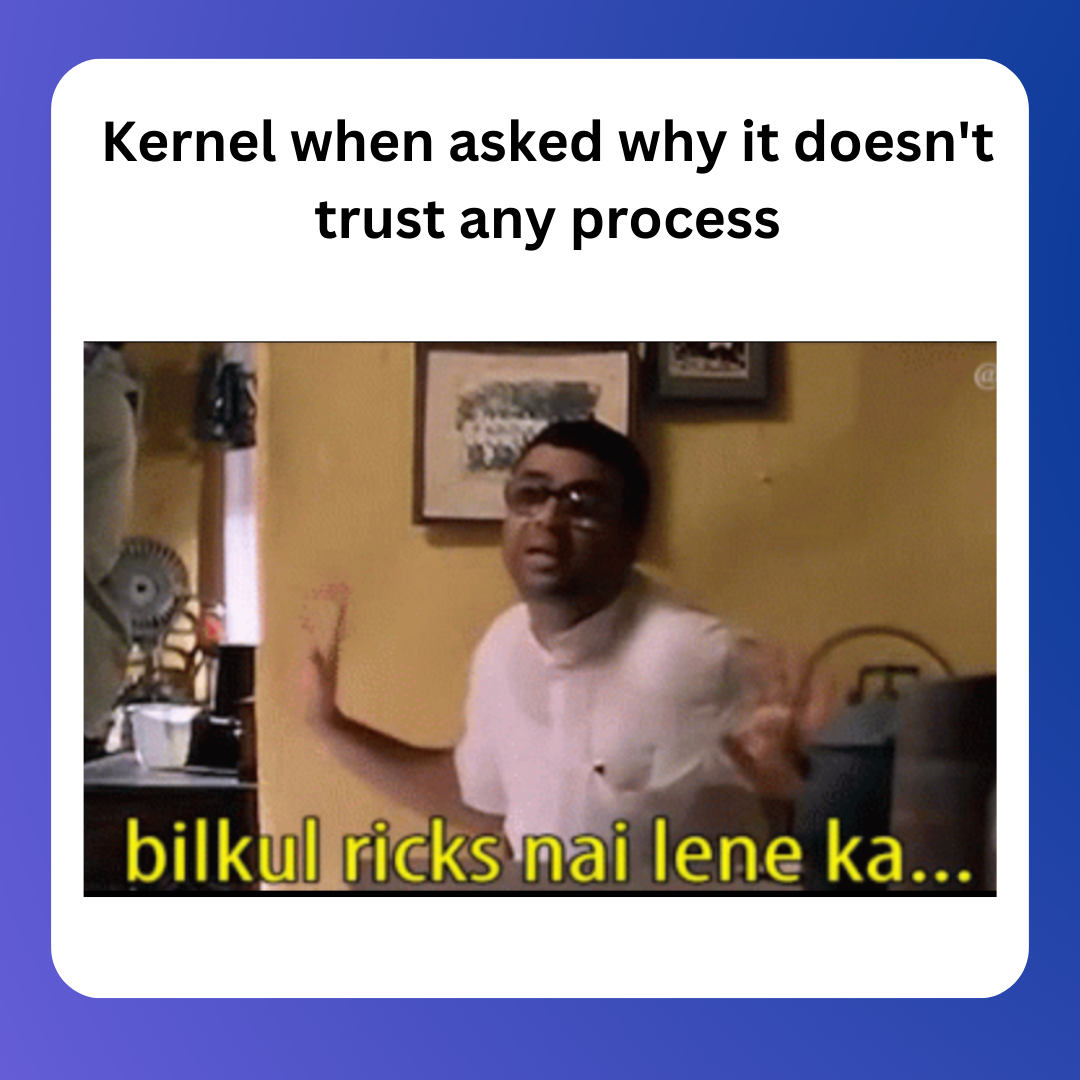 Kernel when asked why it doesn't
trust any process
@
bilkul ricks nai lene ka...